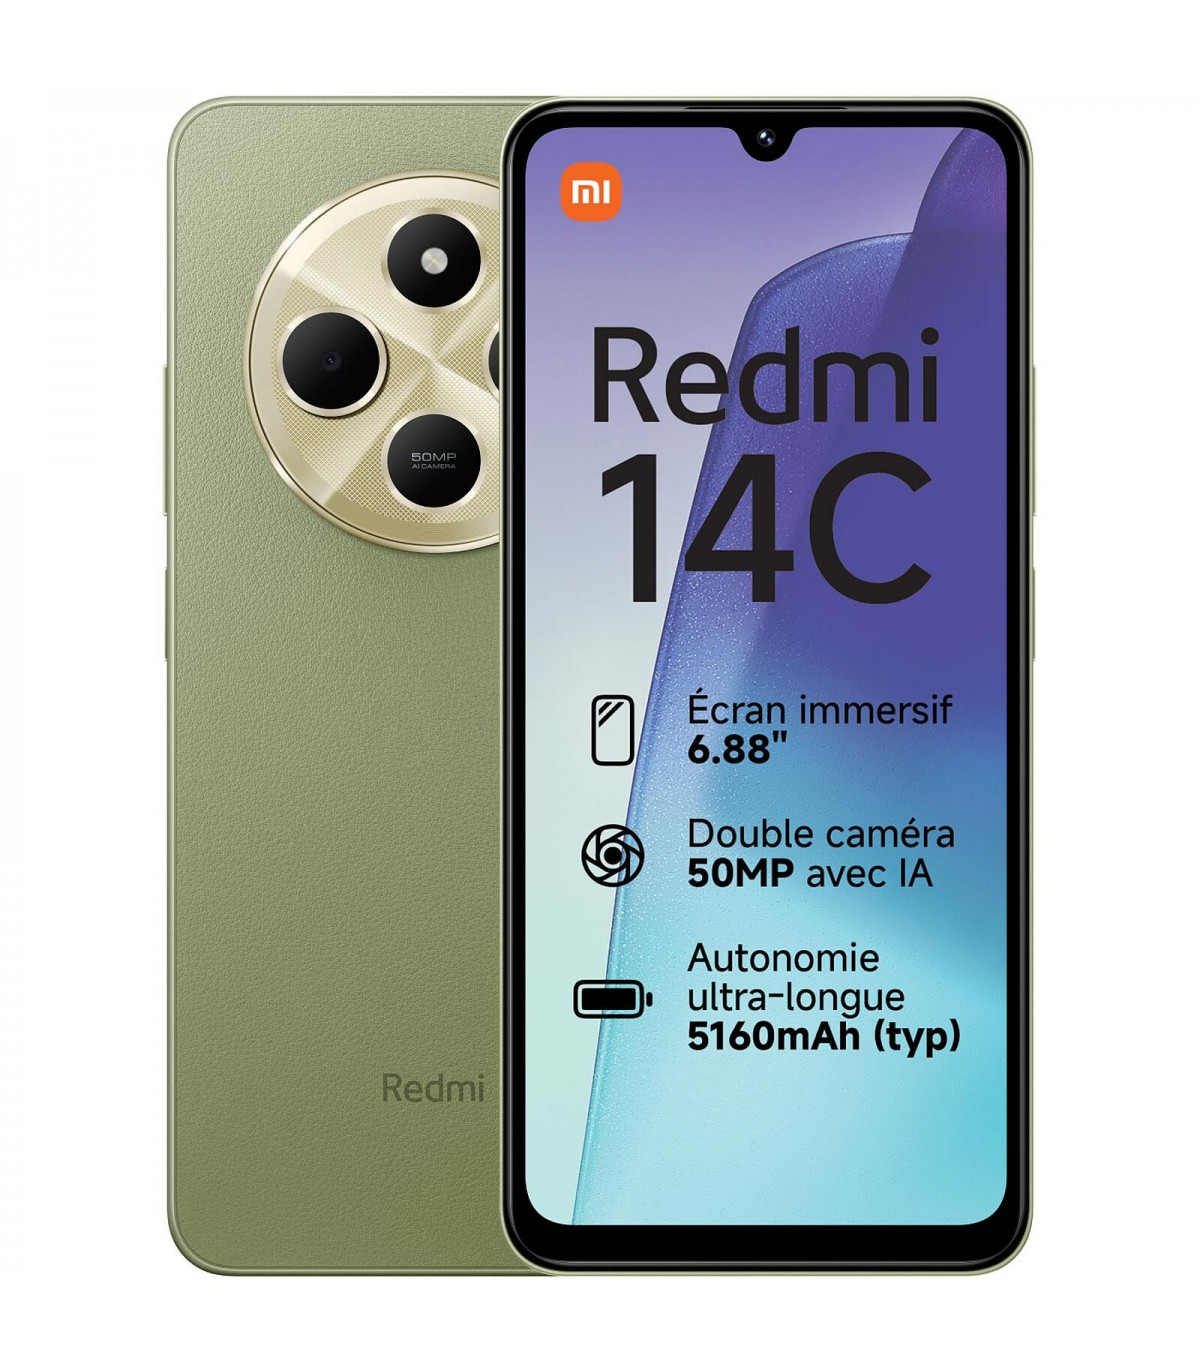 mi
Redmi
14C
Écran immersif
6.88"
Double caméra
50MP avec IA
Autonomie
ultra-longue
5160mAh (typ)
50MP
AI CAMERA
Redmi